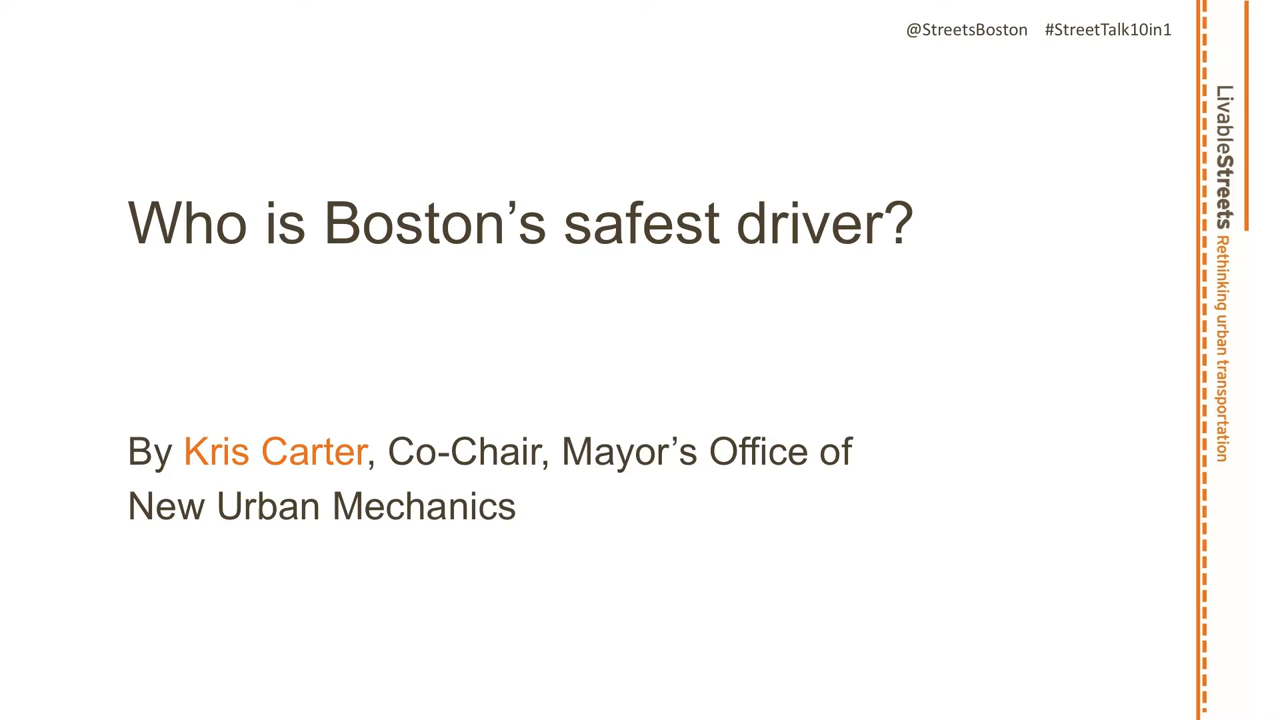 @StreetsBoston #StreetTalk10in1
Who is Boston’s safest driver?
By Kris Carter, Co-Chair, Mayor’s Office of
New Urban Mechanics
LivableStreets Rethinking urban transportation